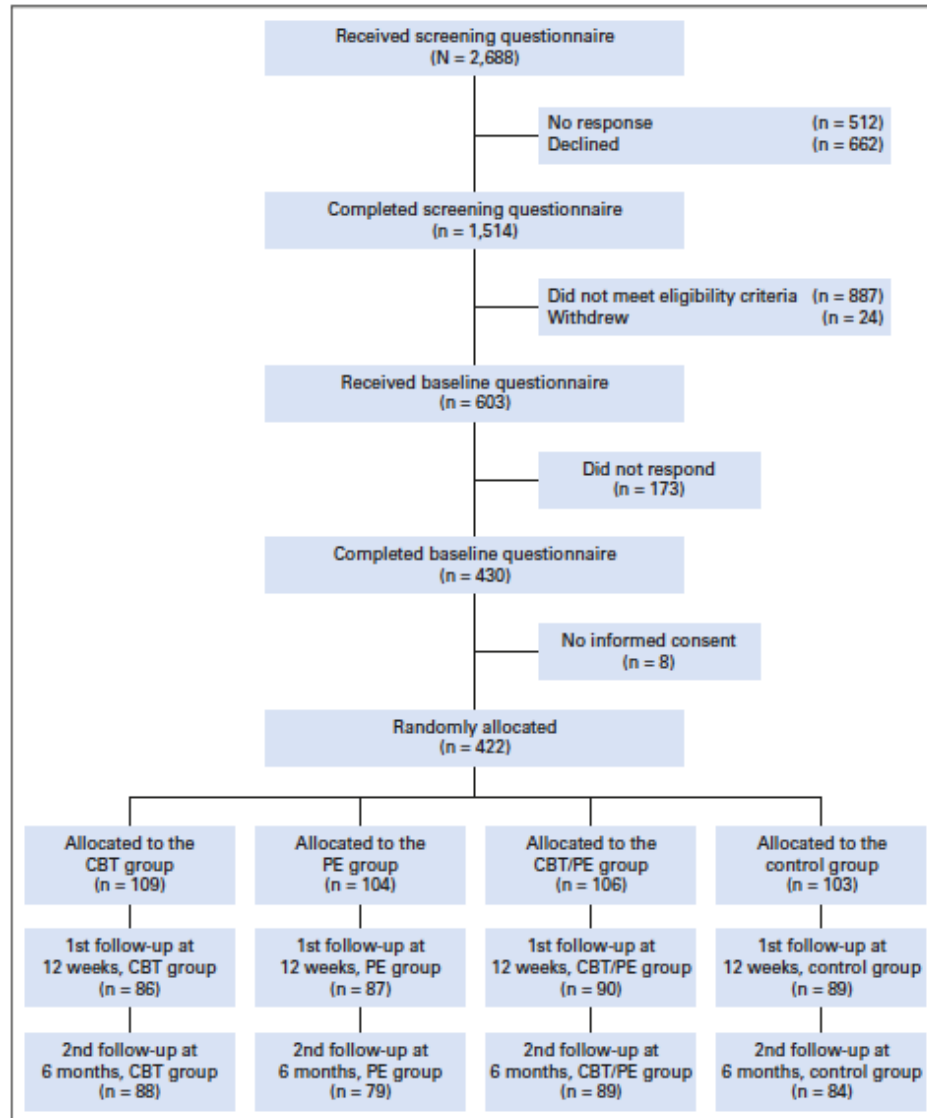 Received screening questionnaire
(N = 2,688)
No response (n = 512)
Declined (n = 662)
Completed screening questionnaire
(n = 1,514)
Did not meet eligibility criteria (n = 887)
Withdrew (n = 24)
Received baseline questionnaire
(n = 603)
Did not respond
(n = 173)
Completed baseline questionnaire
(n = 430)
No informed consent
(n = 8)
Randomly allocated
(n = 422)
Allocated to the
CBT group
(n = 109)
Allocated to the
PE group
(n = 104)
Allocated to the
CBT/PE group
(n = 106)
Allocated to the
control group
(n = 103)
1st follow-up at
12 weeks, CBT group
(n = 86)
1st follow-up at
12 weeks, PE group
(n = 87)
1st follow-up at
12 weeks, CBT/PE group
(n = 90)
1st follow-up at
12 weeks, control group
(n = 89)
2nd follow-up at
6 months, CBT group
(n = 88)
2nd follow-up at
6 months, PE group
(n = 79)
2nd follow-up at
6 months, CBT/PE group
(n = 89)
2nd follow-up at
6 months, control group
(n = 84)